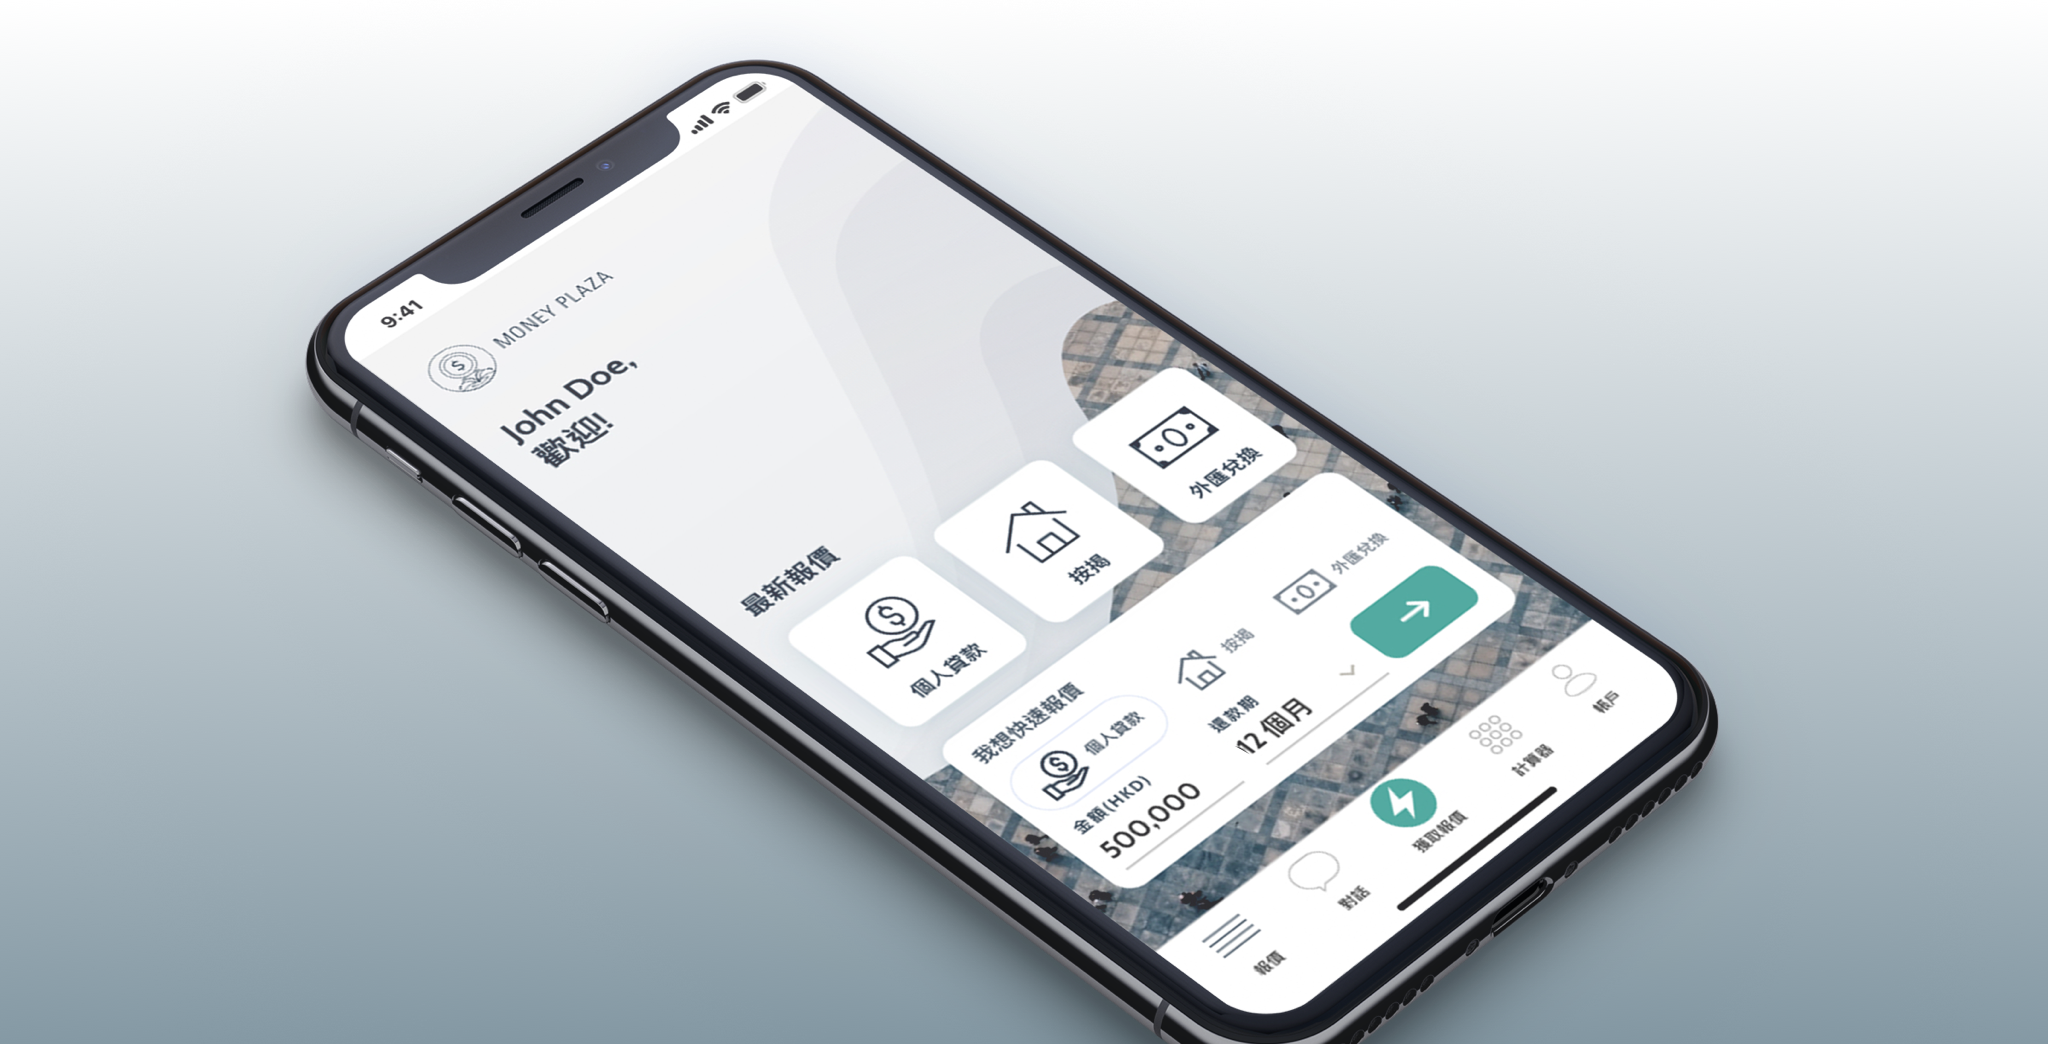 9:41
MONEY PLAZA
John Doe,
歡迎!
最新報價
個人貸款
按揭
外匯兌換
我想快速報價
個人貸款
按揭
外匯兌換
金額(HKD)
500,000
還款期
12 個月
報價
對話
獲取報價
計算器
帳戶